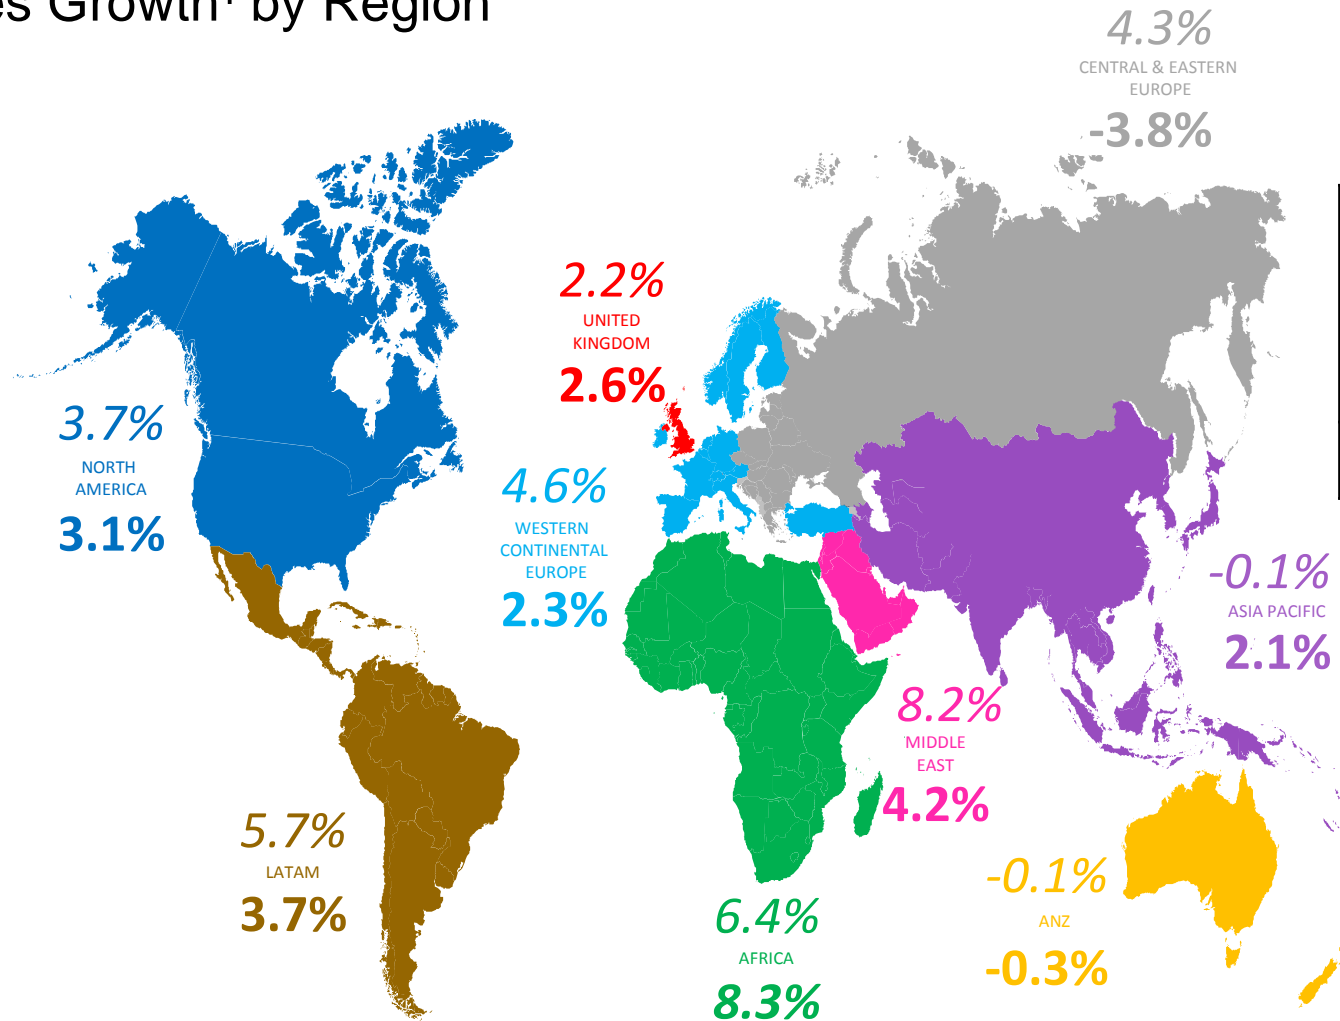 Growth¹ by Region
4.3%
CENTRAL & EASTERN
EUROPE
-3.8%
2.2%
UNITED
KINGDOM
2.6%
3.7%
NORTH
AMERICA
3.1%
4.6%
WESTERN
CONTINENTAL
EUROPE
2.3%
-0.1%
ASIA PACIFIC
2.1%
8.2%
MIDDLE
EAST
4.2%
5.7%
LATAM
3.7%
-0.1%
ANZ
-0.3%
6.4%
AFRICA
8.3%